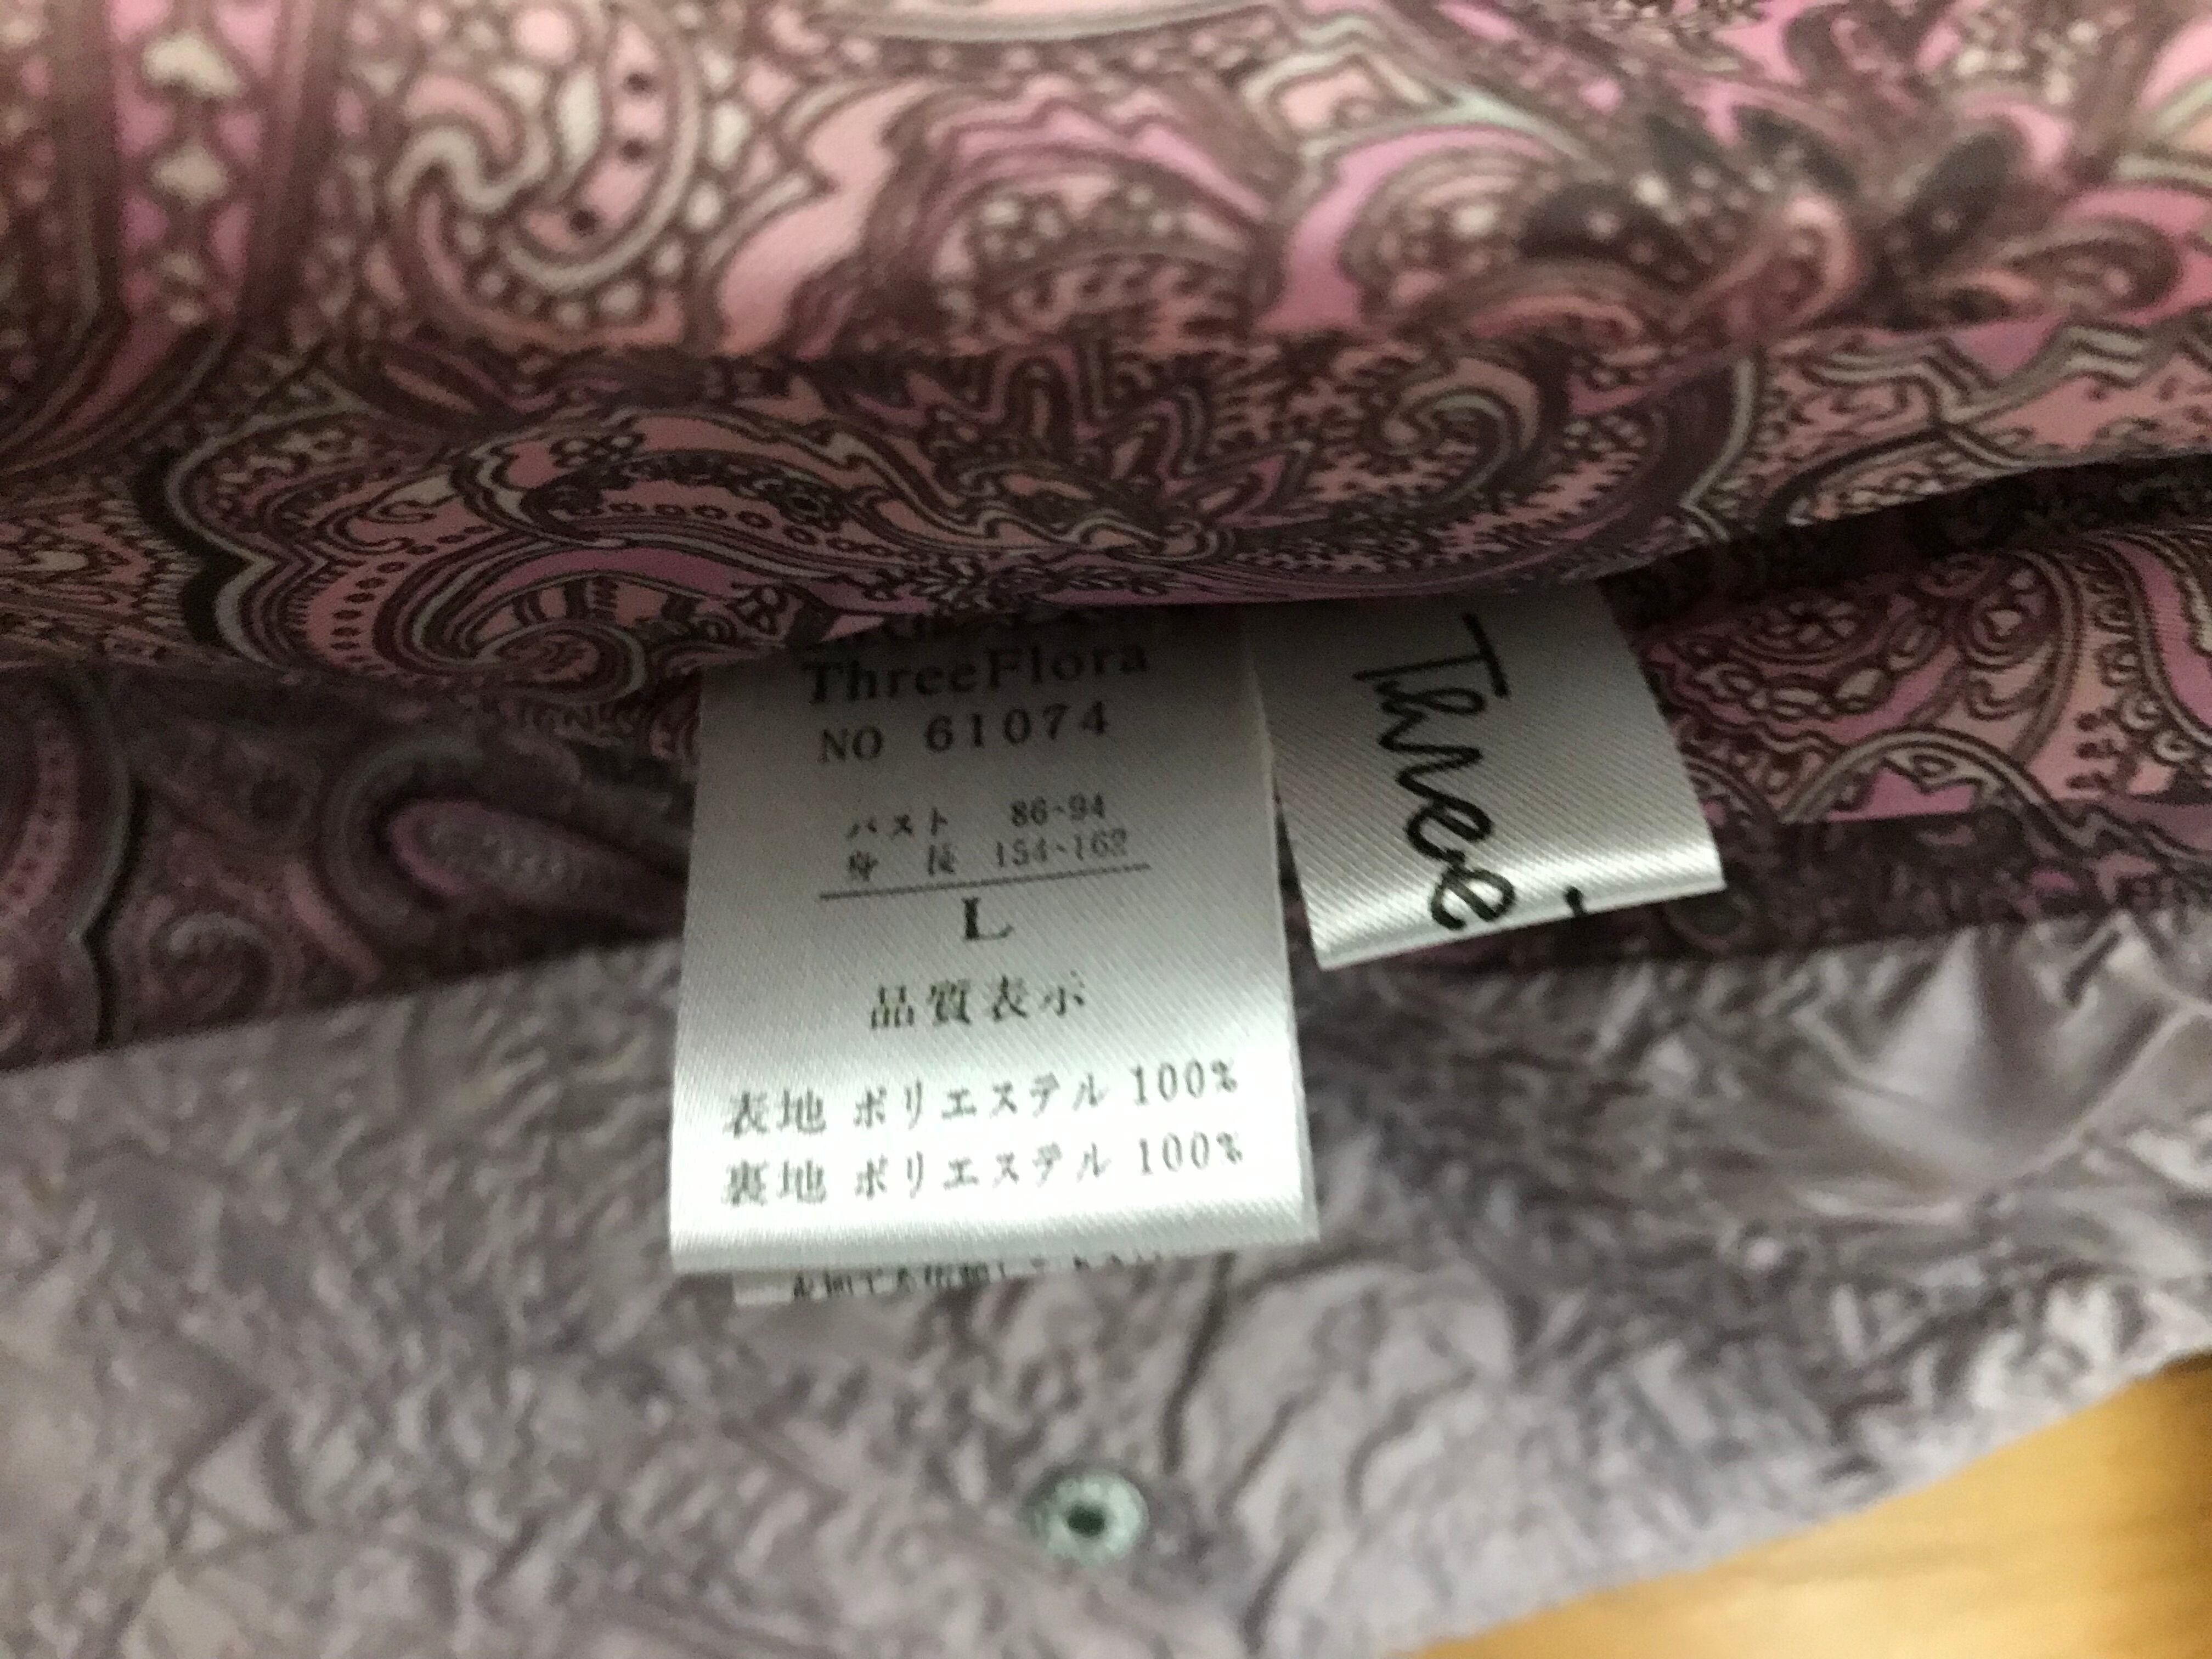 ThreeFlora
NO 61074
バスト 86~94
身 長 154~162
L
品質表示
表地 ポリエステル 100%
裏地 ポリエステル 100%
Three